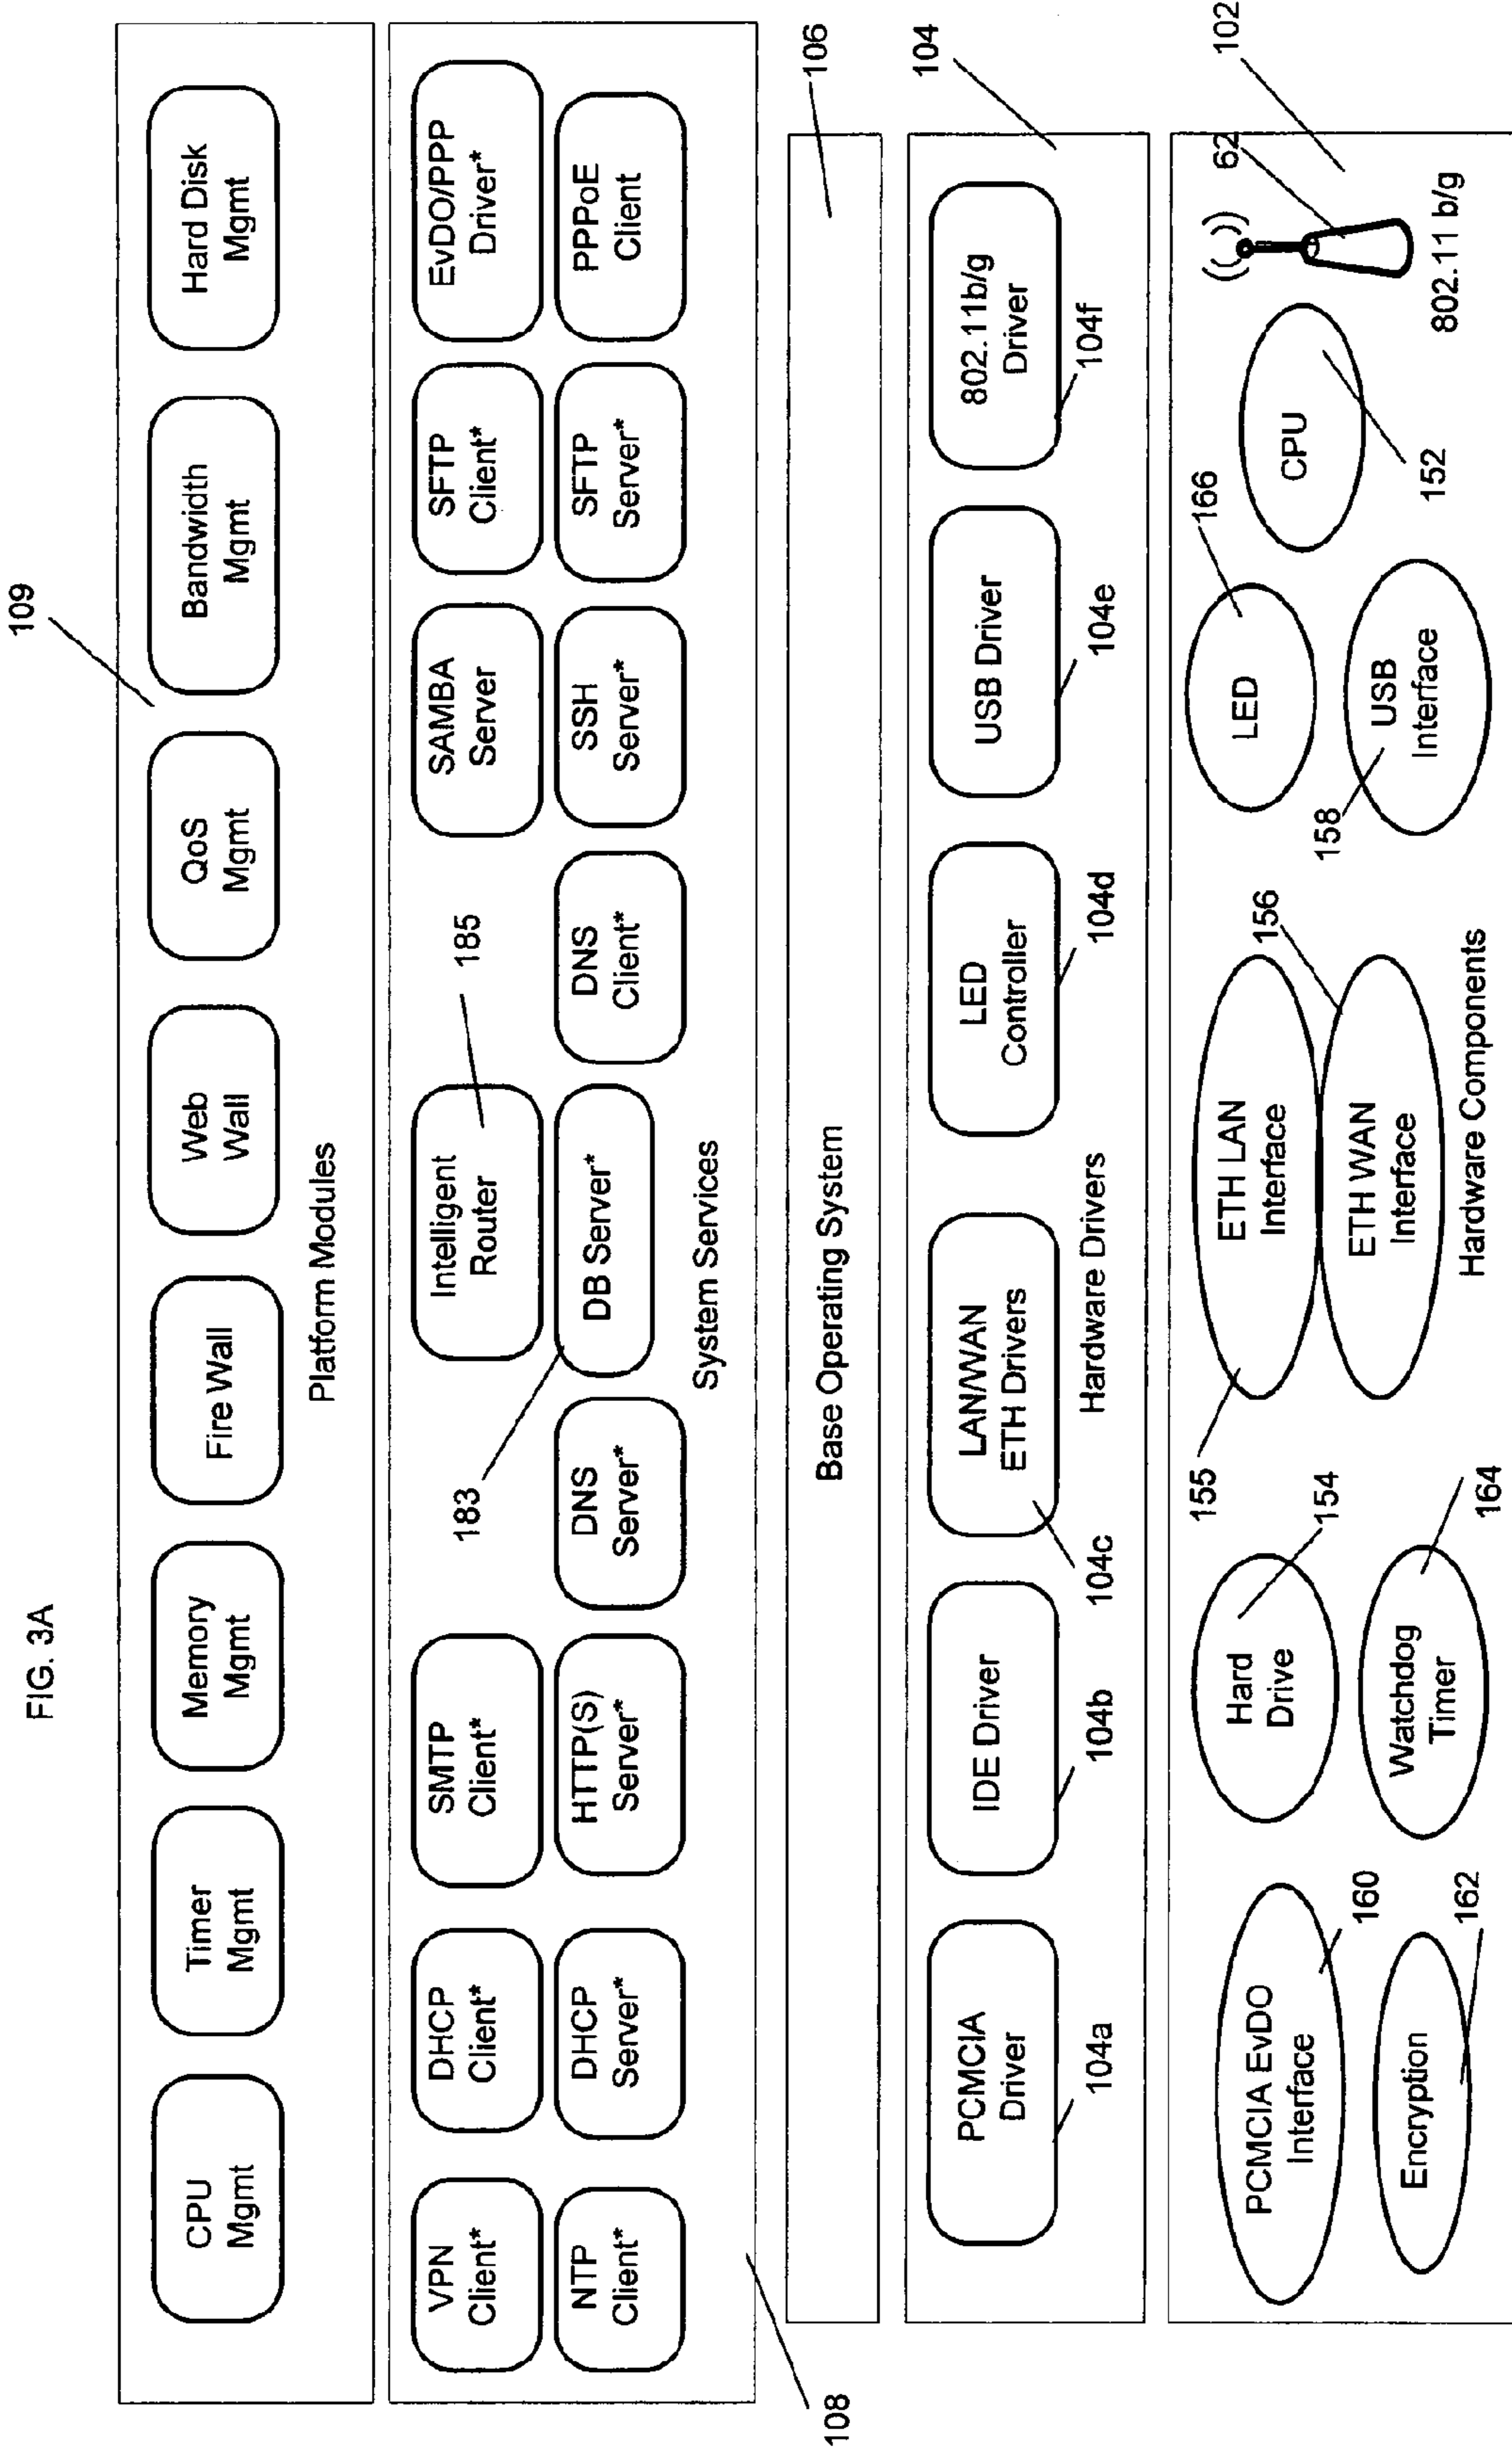 FIG. 3A
109
CPU
Mgmt
Timer
Mgmt
Memory
Mgmt
Fire Wall
Web
Wall
QoS
Mgmt
Bandwidth
Mgmt
Hard Disk
Mgmt
Platform Modules
VPN
Client*
DHCP
Client*
SMTP
Client*
Intelligent
Router
185
SAMBA
Server
SFTP
Client*
EvDO/PPP
Driver*
NTP
Client*
DHCP
Server*
HTTP(S)
Server*
183
DNS
Server*
DB Server*
DNS
Client*
SSH
Server*
SFTP
Server*
PPPoE
Client
System Services
108
106
Base Operating System
104
PCMCIA
Driver
IDE Driver
LAN/WAN
ETH Drivers
LED
Controller
USB Driver
802.11b/g
Driver
104a
104b
104c
104d
104e
104f
Hardware Drivers
102
PCMCIA EvDO
Interface
160
Hard
Drive
154
155
ETH LAN
Interface
156
LED
166
CPU
152
62
802.11 b/g
Encryption
162
Watchdog
Timer
164
ETH WAN
Interface
158
USB
Interface
Hardware Components